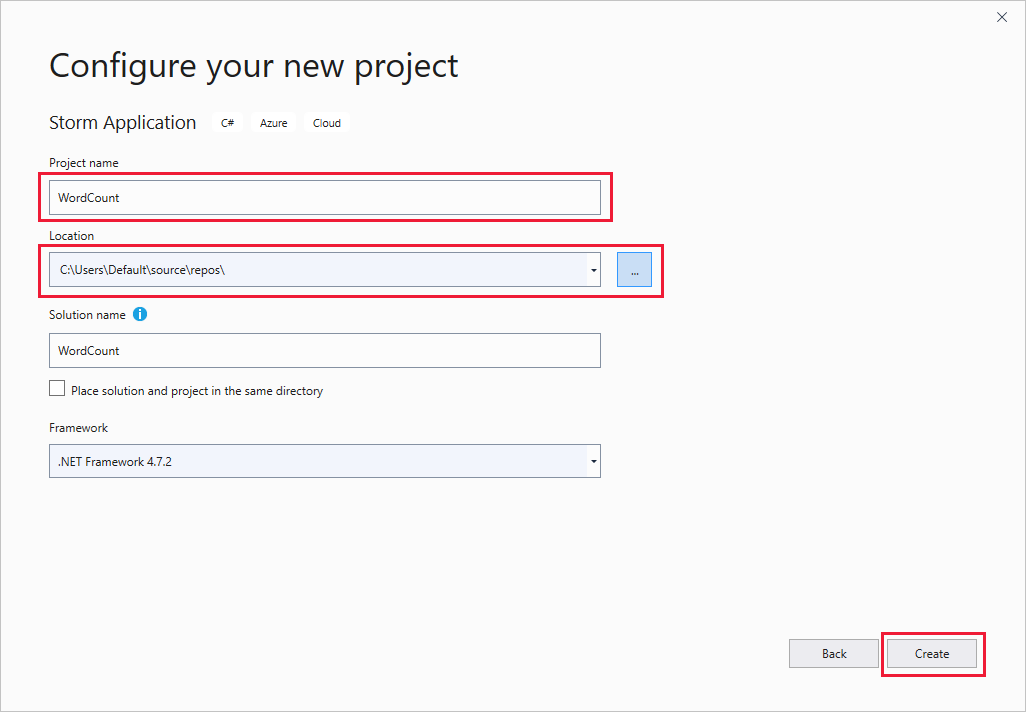 Configure your new project
Storm Application C# Azure Cloud
Project name
WordCount
Location
C:\Users\Default\source\repos\
...
Solution name
WordCount
Place solution and project in the same directory
Framework
.NET Framework 4.7.2
Back Create